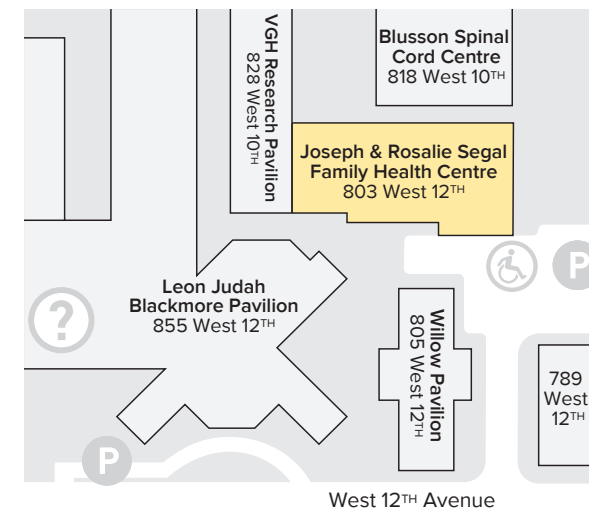 VGH Research Pavilion
828 West 10TH
Blusson Spinal
Cord Centre
818 West 10TH
Joseph & Rosalie Segal
Family Health Centre
803 West 12TH
Leon Judah
Blackmore Pavilion
855 West 12TH
?
P
Willow Pavilion
805 West 12TH
789
West
12TH
P
West 12TH Avenue